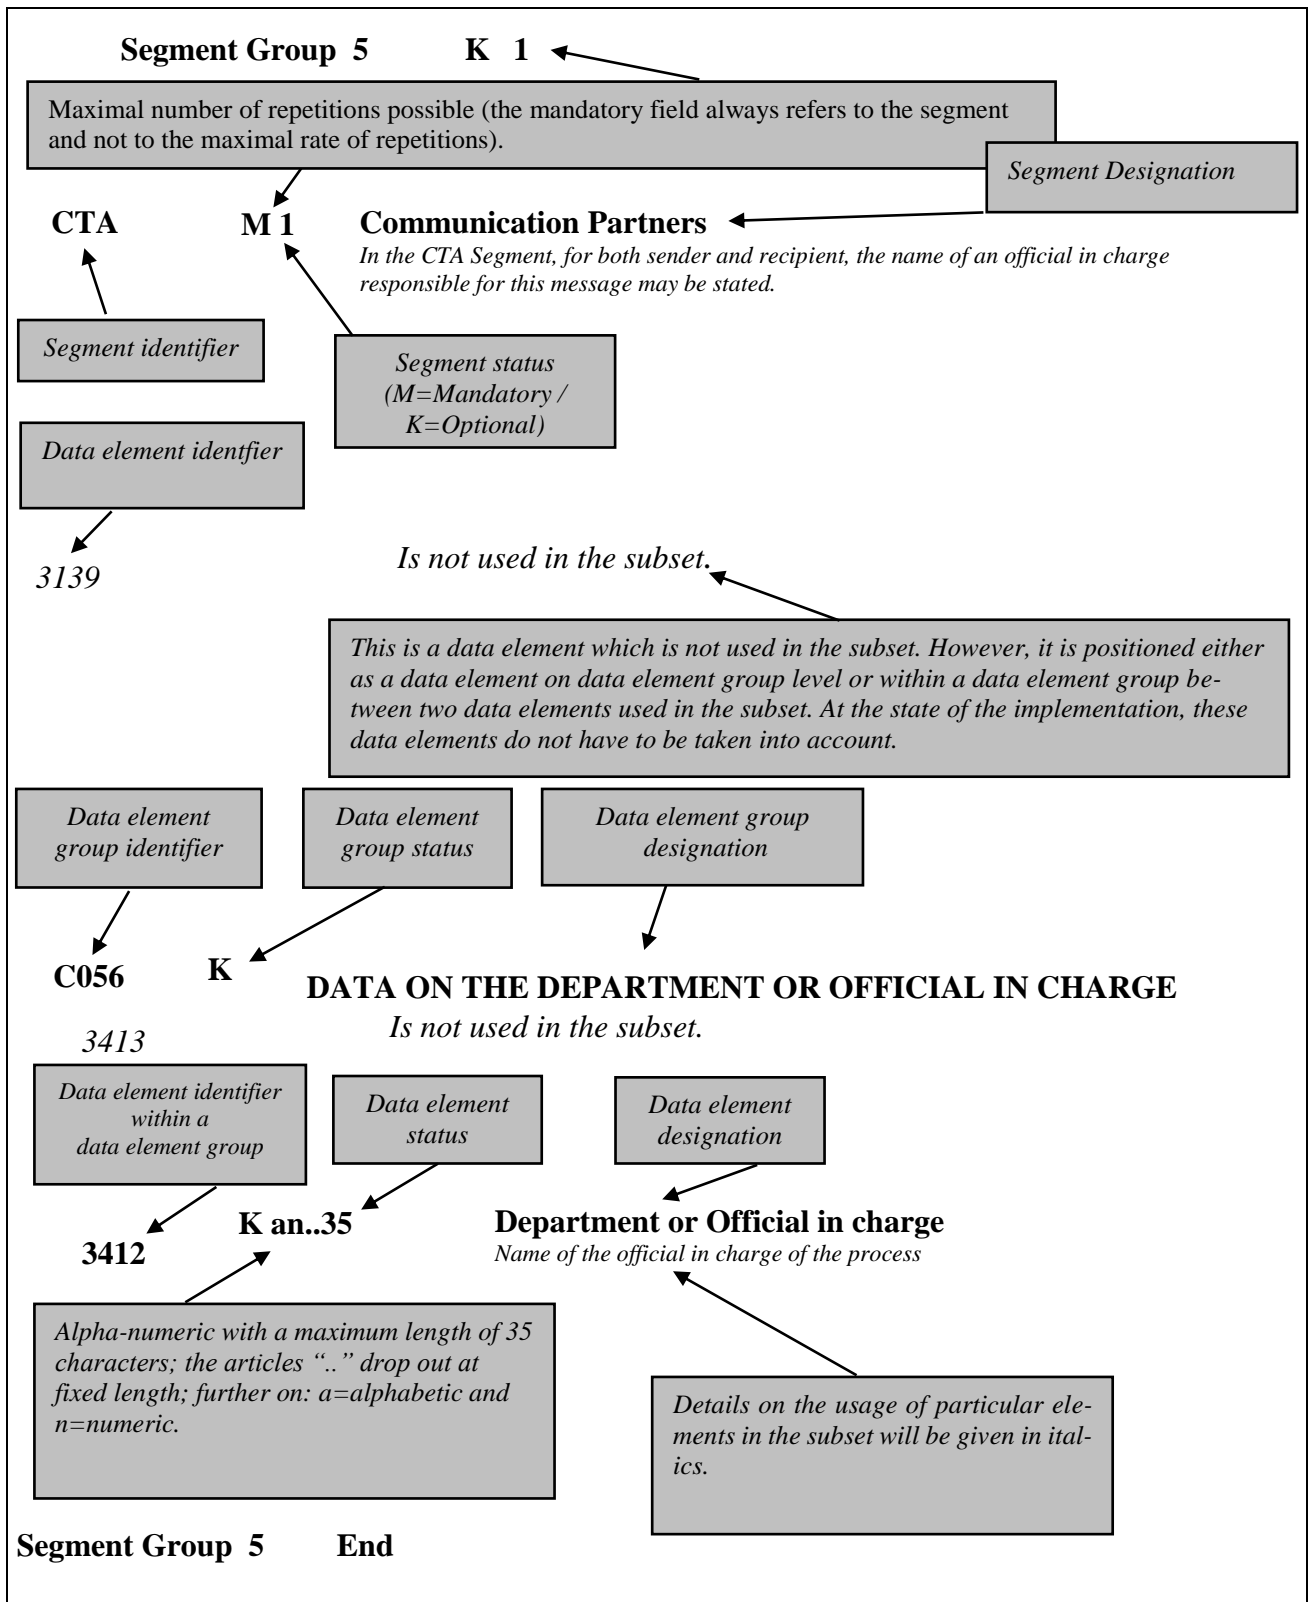 Segment Group 5 K 1
Maximal number of repetitions possible (the mandatory field always refers to the segment
and not to the maximal rate of repetitions).
Segment Designation
CTA M 1 Communication Partners
In the CTA Segment, for both sender and recipient, the name of an official in charge
responsible for this message may be stated.
Segment identifier
Segment status
(M=Mandatory /
K=Optional)
Data element identfier
3139 Is not used in the subset.
This is a data element which is not used in the subset. However, it is positioned either
as a data element on data element group level or within a data element group be-
tween two data elements used in the subset. At the state of the implementation, these
data elements do not have to be taken into account.
Data element
group identifier
Data element
group status
Data element group
designation
C056 K DATA ON THE DEPARTMENT OR OFFICIAL IN CHARGE
3413 Is not used in the subset.
Data element identifier
within a
data element group
Data element
status
Data element
designation
3412 K an..35 Department or Official in charge
Name of the official in charge of the process
Alpha-numeric with a maximum length of 35
characters; the articles “..” drop out at
fixed length; further on: a=alphabetic and
n=numeric.
Details on the usage of particular ele-
ments in the subset will be given in ital-
ics.
Segment Group 5 End